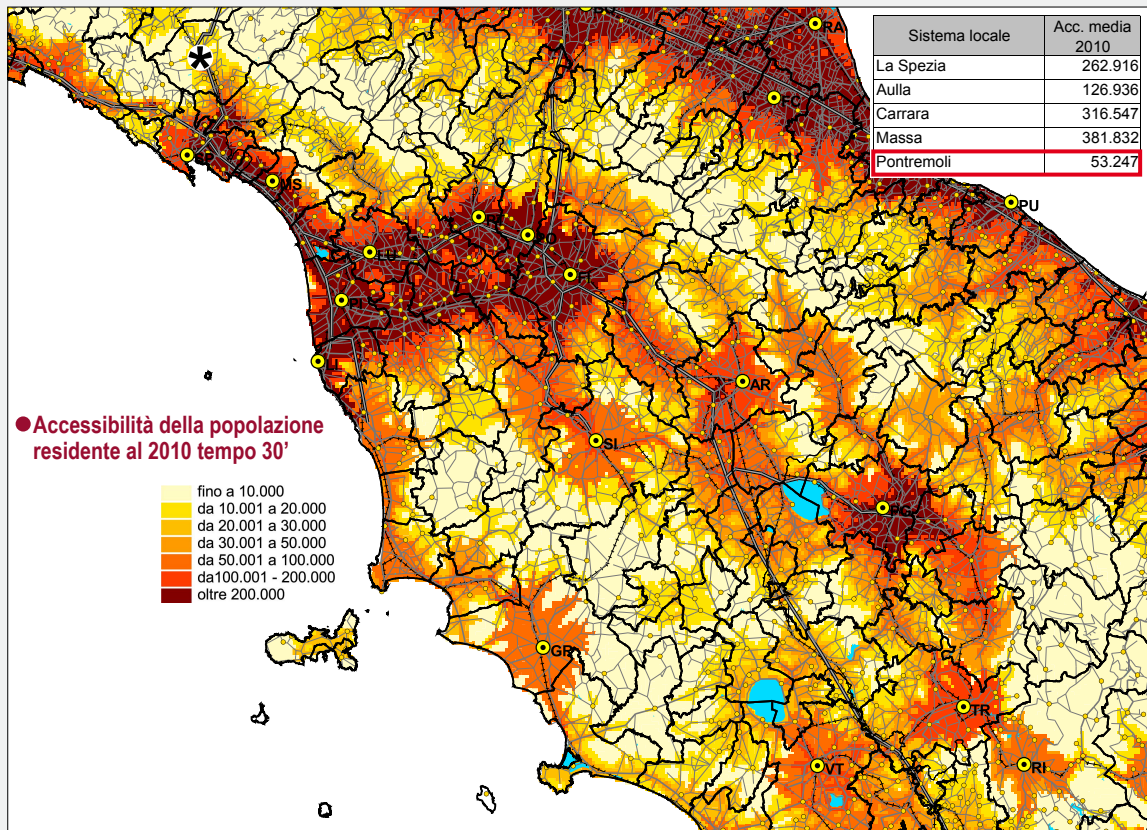 Sistema locale
Acc. media
2010
La Spezia 262.916
Aulla 126.936
Carrara 316.547
Massa 381.832
Pontremoli 53.247
RA
FC
*
MS
PU
LU
PI
FI
LI
AR
●Accessibilità della popolazione
residente al 2010 tempo 30’
SI
fino a 10.000
da 10.001 a 20.000
da 20.001 a 30.000
da 30.001 a 50.000
da 50.001 a 100.000
da100.001 - 200.000
oltre 200.000
GR
TR
VT
RI